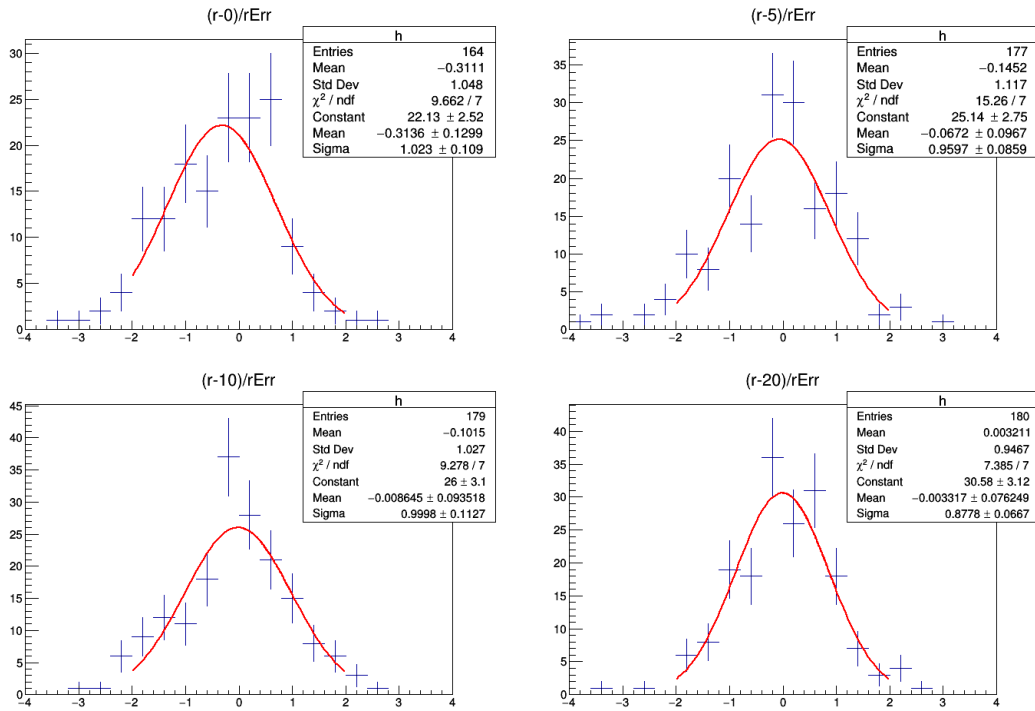 (r-0)/rErr
h
Entries 164
Mean −0.3111
Std Dev 1.048
χ² / ndf 9.662 / 7
Constant 22.13 ± 2.52
Mean −0.3136 ± 0.1299
Sigma 1.023 ± 0.109
30
25
20
15
10
5
0
−4 −3 −2 −1 0 1 2 3 4
(r-5)/rErr
h
Entries 177
Mean −0.1452
Std Dev 1.117
χ² / ndf 15.26 / 7
Constant 25.14 ± 2.75
Mean −0.0672 ± 0.0967
Sigma 0.9597 ± 0.0859
35
30
25
20
15
10
5
0
−4 −3 −2 −1 0 1 2 3 4
(r-10)/rErr
h
Entries 179
Mean −0.1015
Std Dev 1.027
χ² / ndf 9.278 / 7
Constant 26 ± 3.1
Mean −0.008645 ± 0.093518
Sigma 0.9998 ± 0.1127
45
40
35
30
25
20
15
10
5
0
−4 −3 −2 −1 0 1 2 3 4
(r-20)/rErr
h
Entries 180
Mean 0.003211
Std Dev 0.9467
χ² / ndf 7.385 / 7
Constant 30.58 ± 3.12
Mean −0.003317 ± 0.076249
Sigma 0.8778 ± 0.0667
40
35
30
25
20
15
10
5
0
−4 −3 −2 −1 0 1 2 3 4